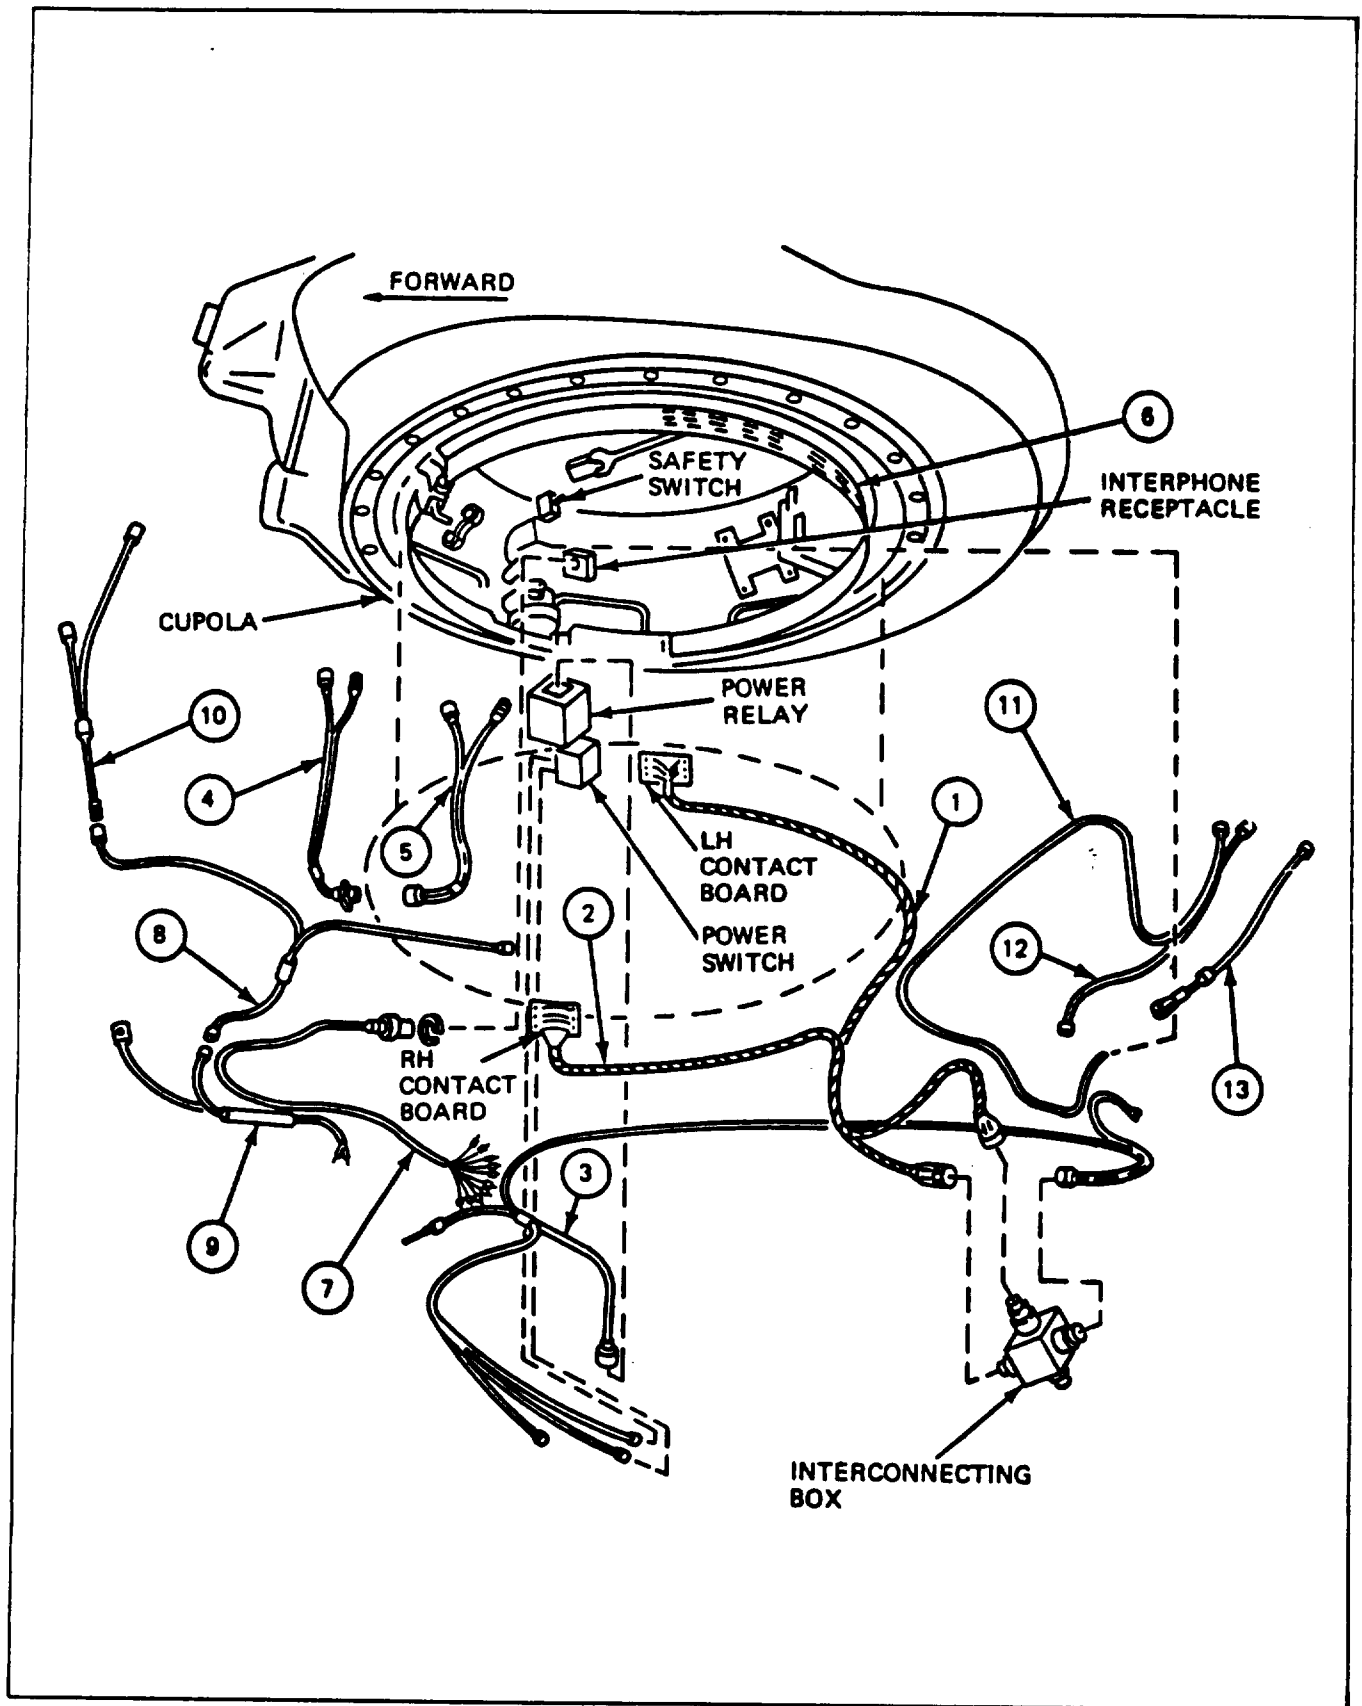 FORWARD
6
SAFETY
SWITCH
INTERPHONE
RECEPTACLE
CUPOLA
POWER
RELAY
10
11
4
5
1
LH
CONTACT
BOARD
2
8
POWER
SWITCH
12
RH
CONTACT
BOARD
13
3
9
7
INTERCONNECTING
BOX